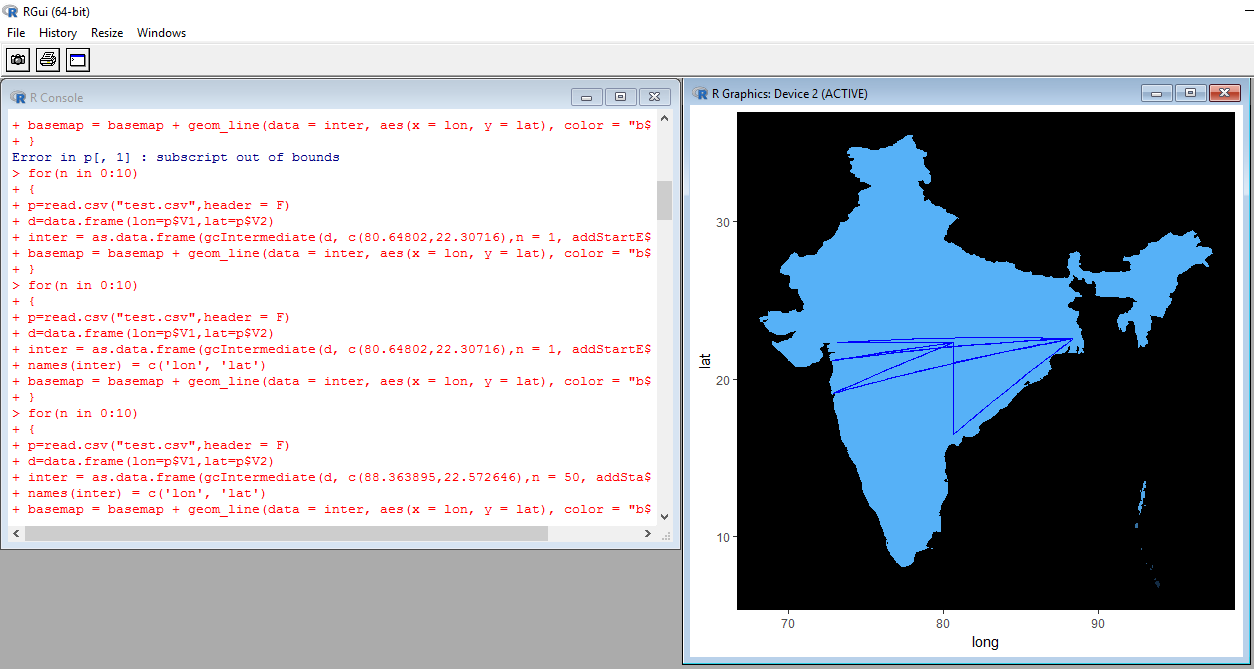 RGui (64-bit)
File History Resize Windows
R Console
+ basemap = basemap + geom_line(data = inter, aes(x = lon, y = lat), color = "b$
+ }
Error in p[, 1] : subscript out of bounds
> for(n in 0:10)
+ {
+ p=read.csv("test.csv",header = F)
+ d=data.frame(lon=p$V1,lat=p$V2)
+ inter = as.data.frame(gcIntermediate(d, c(80.64802,22.30716),n = 1, addStartE$
+ basemap = basemap + geom_line(data = inter, aes(x = lon, y = lat), color = "b$
+ }
> for(n in 0:10)
+ {
+ p=read.csv("test.csv",header = F)
+ d=data.frame(lon=p$V1,lat=p$V2)
+ inter = as.data.frame(gcIntermediate(d, c(80.64802,22.30716),n = 1, addStartE$
+ names(inter) = c('lon', 'lat')
+ basemap = basemap + geom_line(data = inter, aes(x = lon, y = lat), color = "b$
+ }
> for(n in 0:10)
+ {
+ p=read.csv("test.csv",header = F)
+ d=data.frame(lon=p$V1,lat=p$V2)
+ inter = as.data.frame(gcIntermediate(d, c(88.363895,22.572646),n = 50, addSta$
+ names(inter) = c('lon', 'lat')
+ basemap = basemap + geom_line(data = inter, aes(x = lon, y = lat), color = "b$
R Graphics: Device 2 (ACTIVE)
30
20
10
lat
70 80 90
long